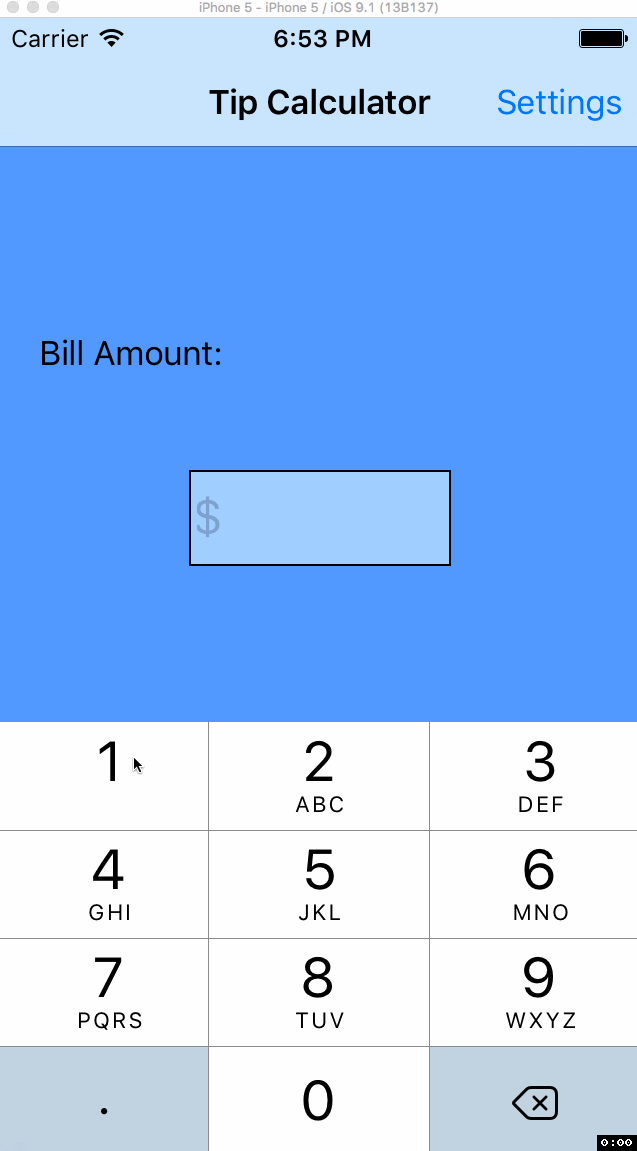 iPhone 5 - iPhone 5 / iOS 9.1 (13B137)
Carrier 6:53 PM
Tip Calculator Settings
Bill Amount:
$
1 2 3
ABC DEF
4 5 6
GHI JKL MNO
7 8 9
PQRS TUV WXYZ
. 0
0:00